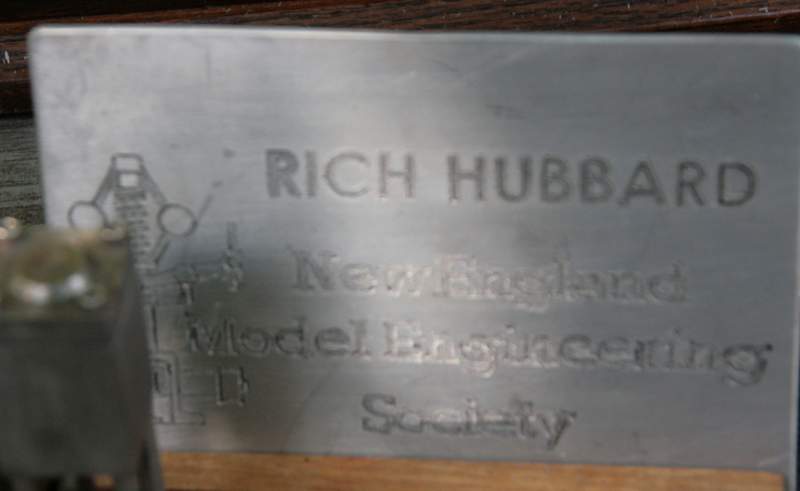 RICH HUBBARD
New England
Model Engineering
Society